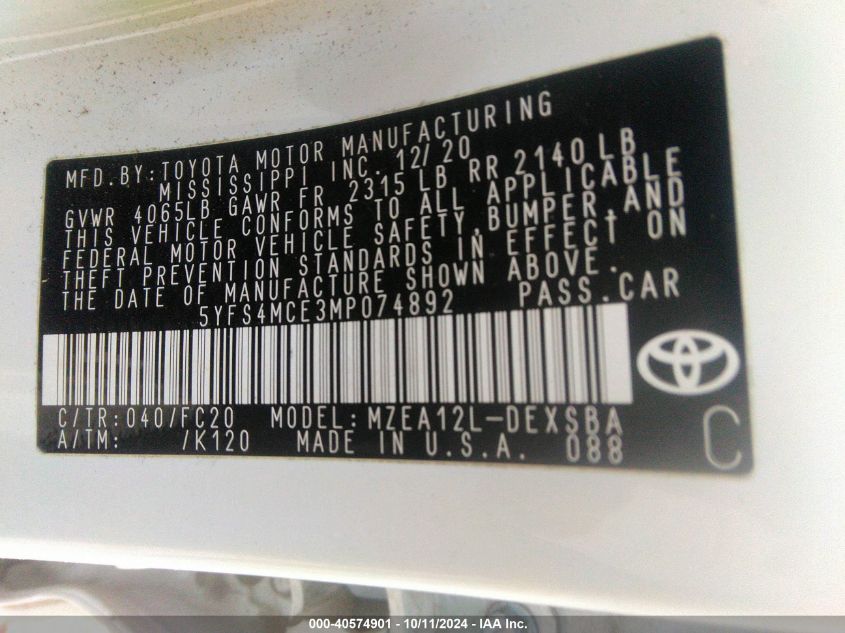 MFD. BY: TOYOTA MOTOR MANUFACTURING
MISSISSIPPI INC. 12/20
GVWR 4065LB GAWR FR 2315 LB RR 2140 LB
THIS VEHICLE CONFORMS TO ALL APPLICABLE
FEDERAL MOTOR VEHICLE SAFETY,BUMPER,AND
THEFT PREVENTION STANDARDS IN EFFECT ON
THE DATE OF MANUFACTURE SHOWN ABOVE.
5YFS4MCE3MP074892 PASS.CAR
C/TR:040/FC20 MODEL:MZEA12L-DEXSBA
A/TM: /K120 MADE IN U.S.A. 088
C
000-40574901 - 10/11/2024 - IAA Inc.